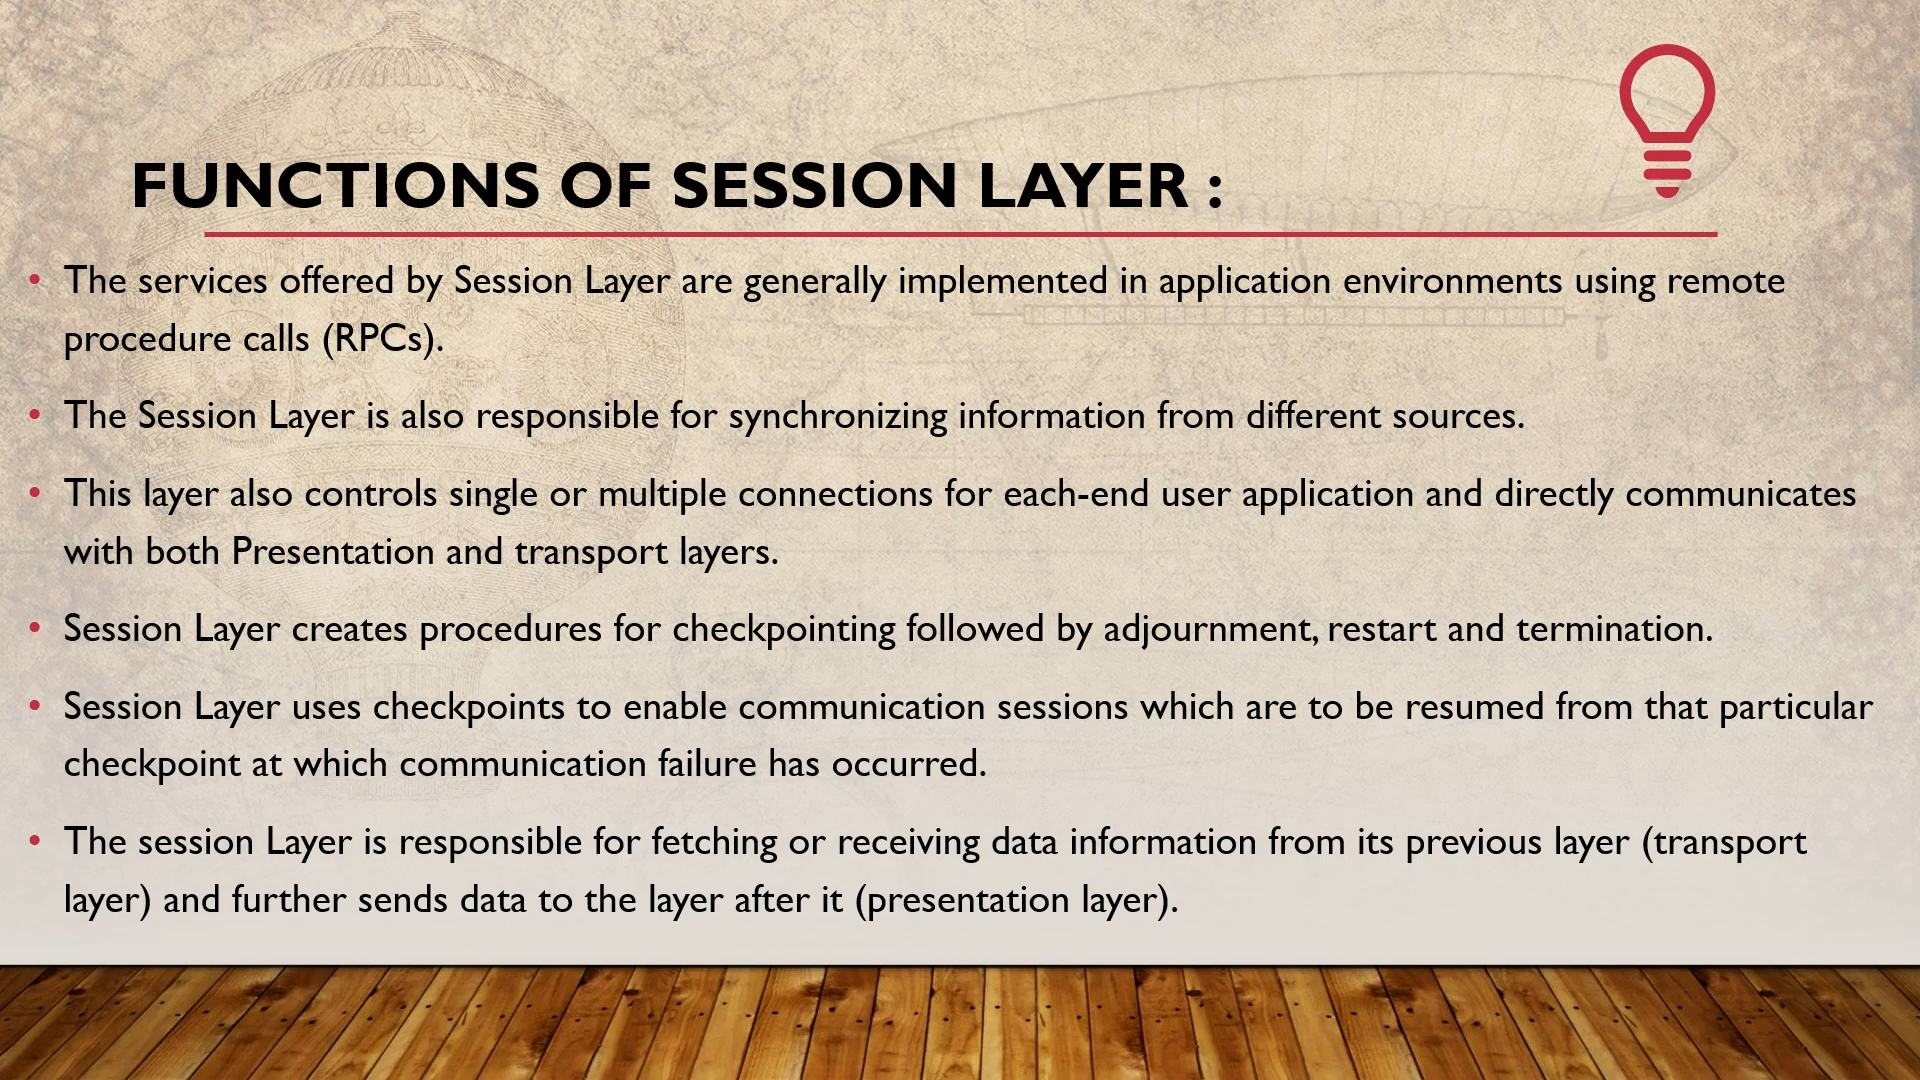 FUNCTIONS OF SESSION LAYER :
• The services offered by Session Layer are generally implemented in application environments using remote
procedure calls (RPCs).
• The Session Layer is also responsible for synchronizing information from different sources.
• This layer also controls single or multiple connections for each-end user application and directly communicates
with both Presentation and transport layers.
• Session Layer creates procedures for checkpointing followed by adjournment, restart and termination.
• Session Layer uses checkpoints to enable communication sessions which are to be resumed from that particular
checkpoint at which communication failure has occurred.
• The session Layer is responsible for fetching or receiving data information from its previous layer (transport
layer) and further sends data to the layer after it (presentation layer).